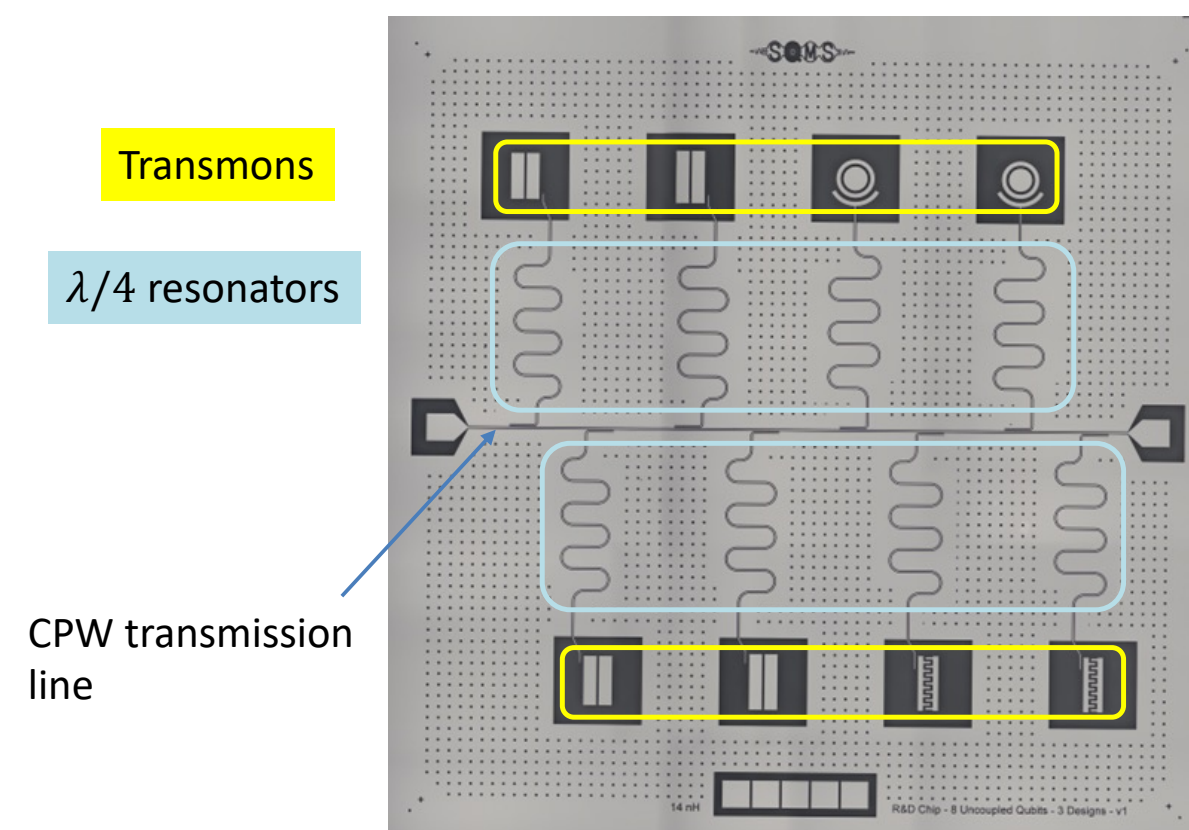 SQMS
Transmons
λ/4 resonators
CPW transmission
line
14 nH
R&D Chip - 8 Uncoupled Qubits - 3 Designs - v1